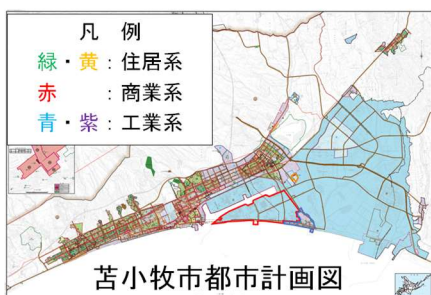 凡 例
緑・黄：住居系
赤 ：商業系
青・紫：工業系
苫小牧市都市計画図